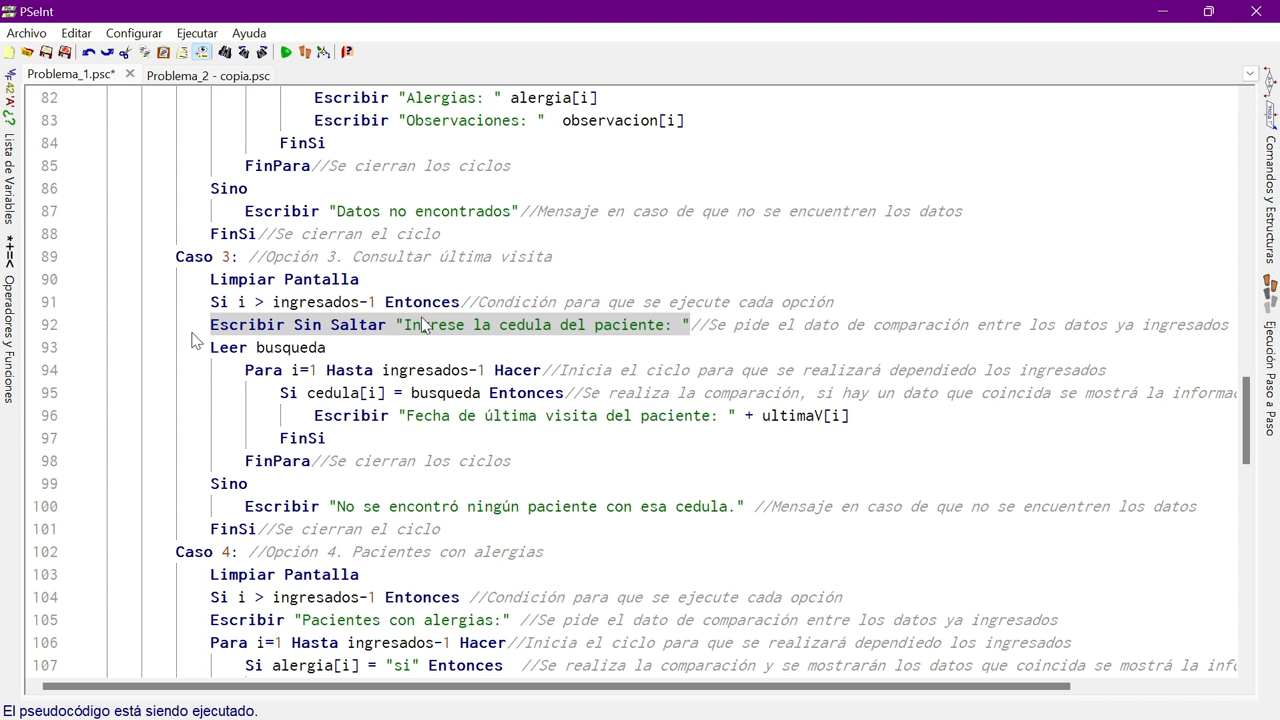 PSeInt
Archivo Editar Configurar Ejecutar Ayuda
Problema_1.psc* Problema_2 - copia.psc
82 Escribir "Alergias: " alergia[i]
83 Escribir "Observaciones: " observacion[i]
84 FinSi
85 FinPara//Se cierran los ciclos
86 Sino
87 Escribir "Datos no encontrados"//Mensaje en caso de que no se encuentren los datos
88 FinSi//Se cierran el ciclo
89 Caso 3: //Opción 3. Consultar última visita
90 Limpiar Pantalla
91 Si i > ingresados-1 Entonces//Condición para que se ejecute cada opción
92 Escribir Sin Saltar "Ingrese la cedula del paciente: "//Se pide el dato de comparación entre los datos ya ingresados
93 Leer busqueda
94 Para i=1 Hasta ingresados-1 Hacer//Inicia el ciclo para que se realizará dependiedo los ingresados
95 Si cedula[i] = busqueda Entonces//Se realiza la comparación, si hay un dato que coincida se mostrá la informac
96 Escribir "Fecha de última visita del paciente: " + ultimaV[i]
97 FinSi
98 FinPara//Se cierran los ciclos
99 Sino
100 Escribir "No se encontró ningún paciente con esa cedula." //Mensaje en caso de que no se encuentren los datos
101 FinSi//Se cierran el ciclo
102 Caso 4: //Opción 4. Pacientes con alergias
103 Limpiar Pantalla
104 Si i > ingresados-1 Entonces //Condición para que se ejecute cada opción
105 Escribir "Pacientes con alergias:" //Se pide el dato de comparación entre los datos ya ingresados
106 Para i=1 Hasta ingresados-1 Hacer//Inicia el ciclo para que se realizará dependiedo los ingresados
107 Si alergia[i] = "si" Entonces //Se realiza la comparación y se mostrarán los datos que coincida se mostrá la info
Lista de Variables
*+=< Operadores y Funciones
Comandos y Estructuras
Ejecución Paso a Paso
El pseudocódigo está siendo ejecutado.